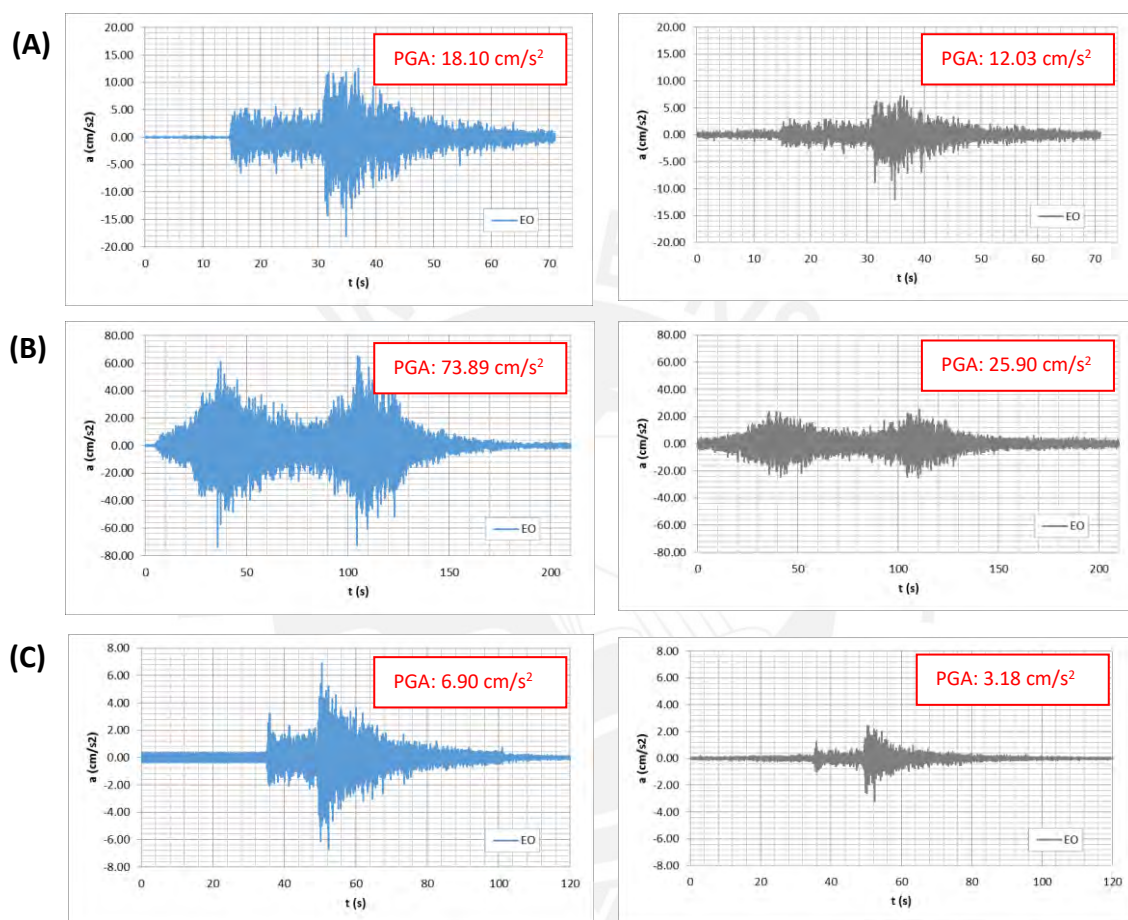 (A)
20.00
15.00
10.00
5.00
0.00
-5.00
-10.00
-15.00
-20.00
a (cm/s2)
PGA: 18.10 cm/s²
EO
0 10 20 30 40 50 60 70
t (s)
20.00
15.00
10.00
5.00
0.00
-5.00
-10.00
-15.00
-20.00
a (cm/s2)
PGA: 12.03 cm/s²
EO
0 10 20 30 40 50 60 70
t (s)
(B)
80.00
60.00
40.00
20.00
0.00
-20.00
-40.00
-60.00
-80.00
a (cm/s2)
PGA: 73.89 cm/s²
EO
0 50 100 150 200
t (s)
80.00
60.00
40.00
20.00
0.00
-20.00
-40.00
-60.00
-80.00
a (cm/s2)
PGA: 25.90 cm/s²
EO
0 50 100 150 200
t (s)
(C)
8.00
6.00
4.00
2.00
0.00
-2.00
-4.00
-6.00
-8.00
a (cm/s2)
PGA: 6.90 cm/s²
EO
0 20 40 60 80 100 120
t (s)
8.00
6.00
4.00
2.00
0.00
-2.00
-4.00
-6.00
-8.00
a (cm/s2)
PGA: 3.18 cm/s²
EO
0 20 40 60 80 100 120
t (s)